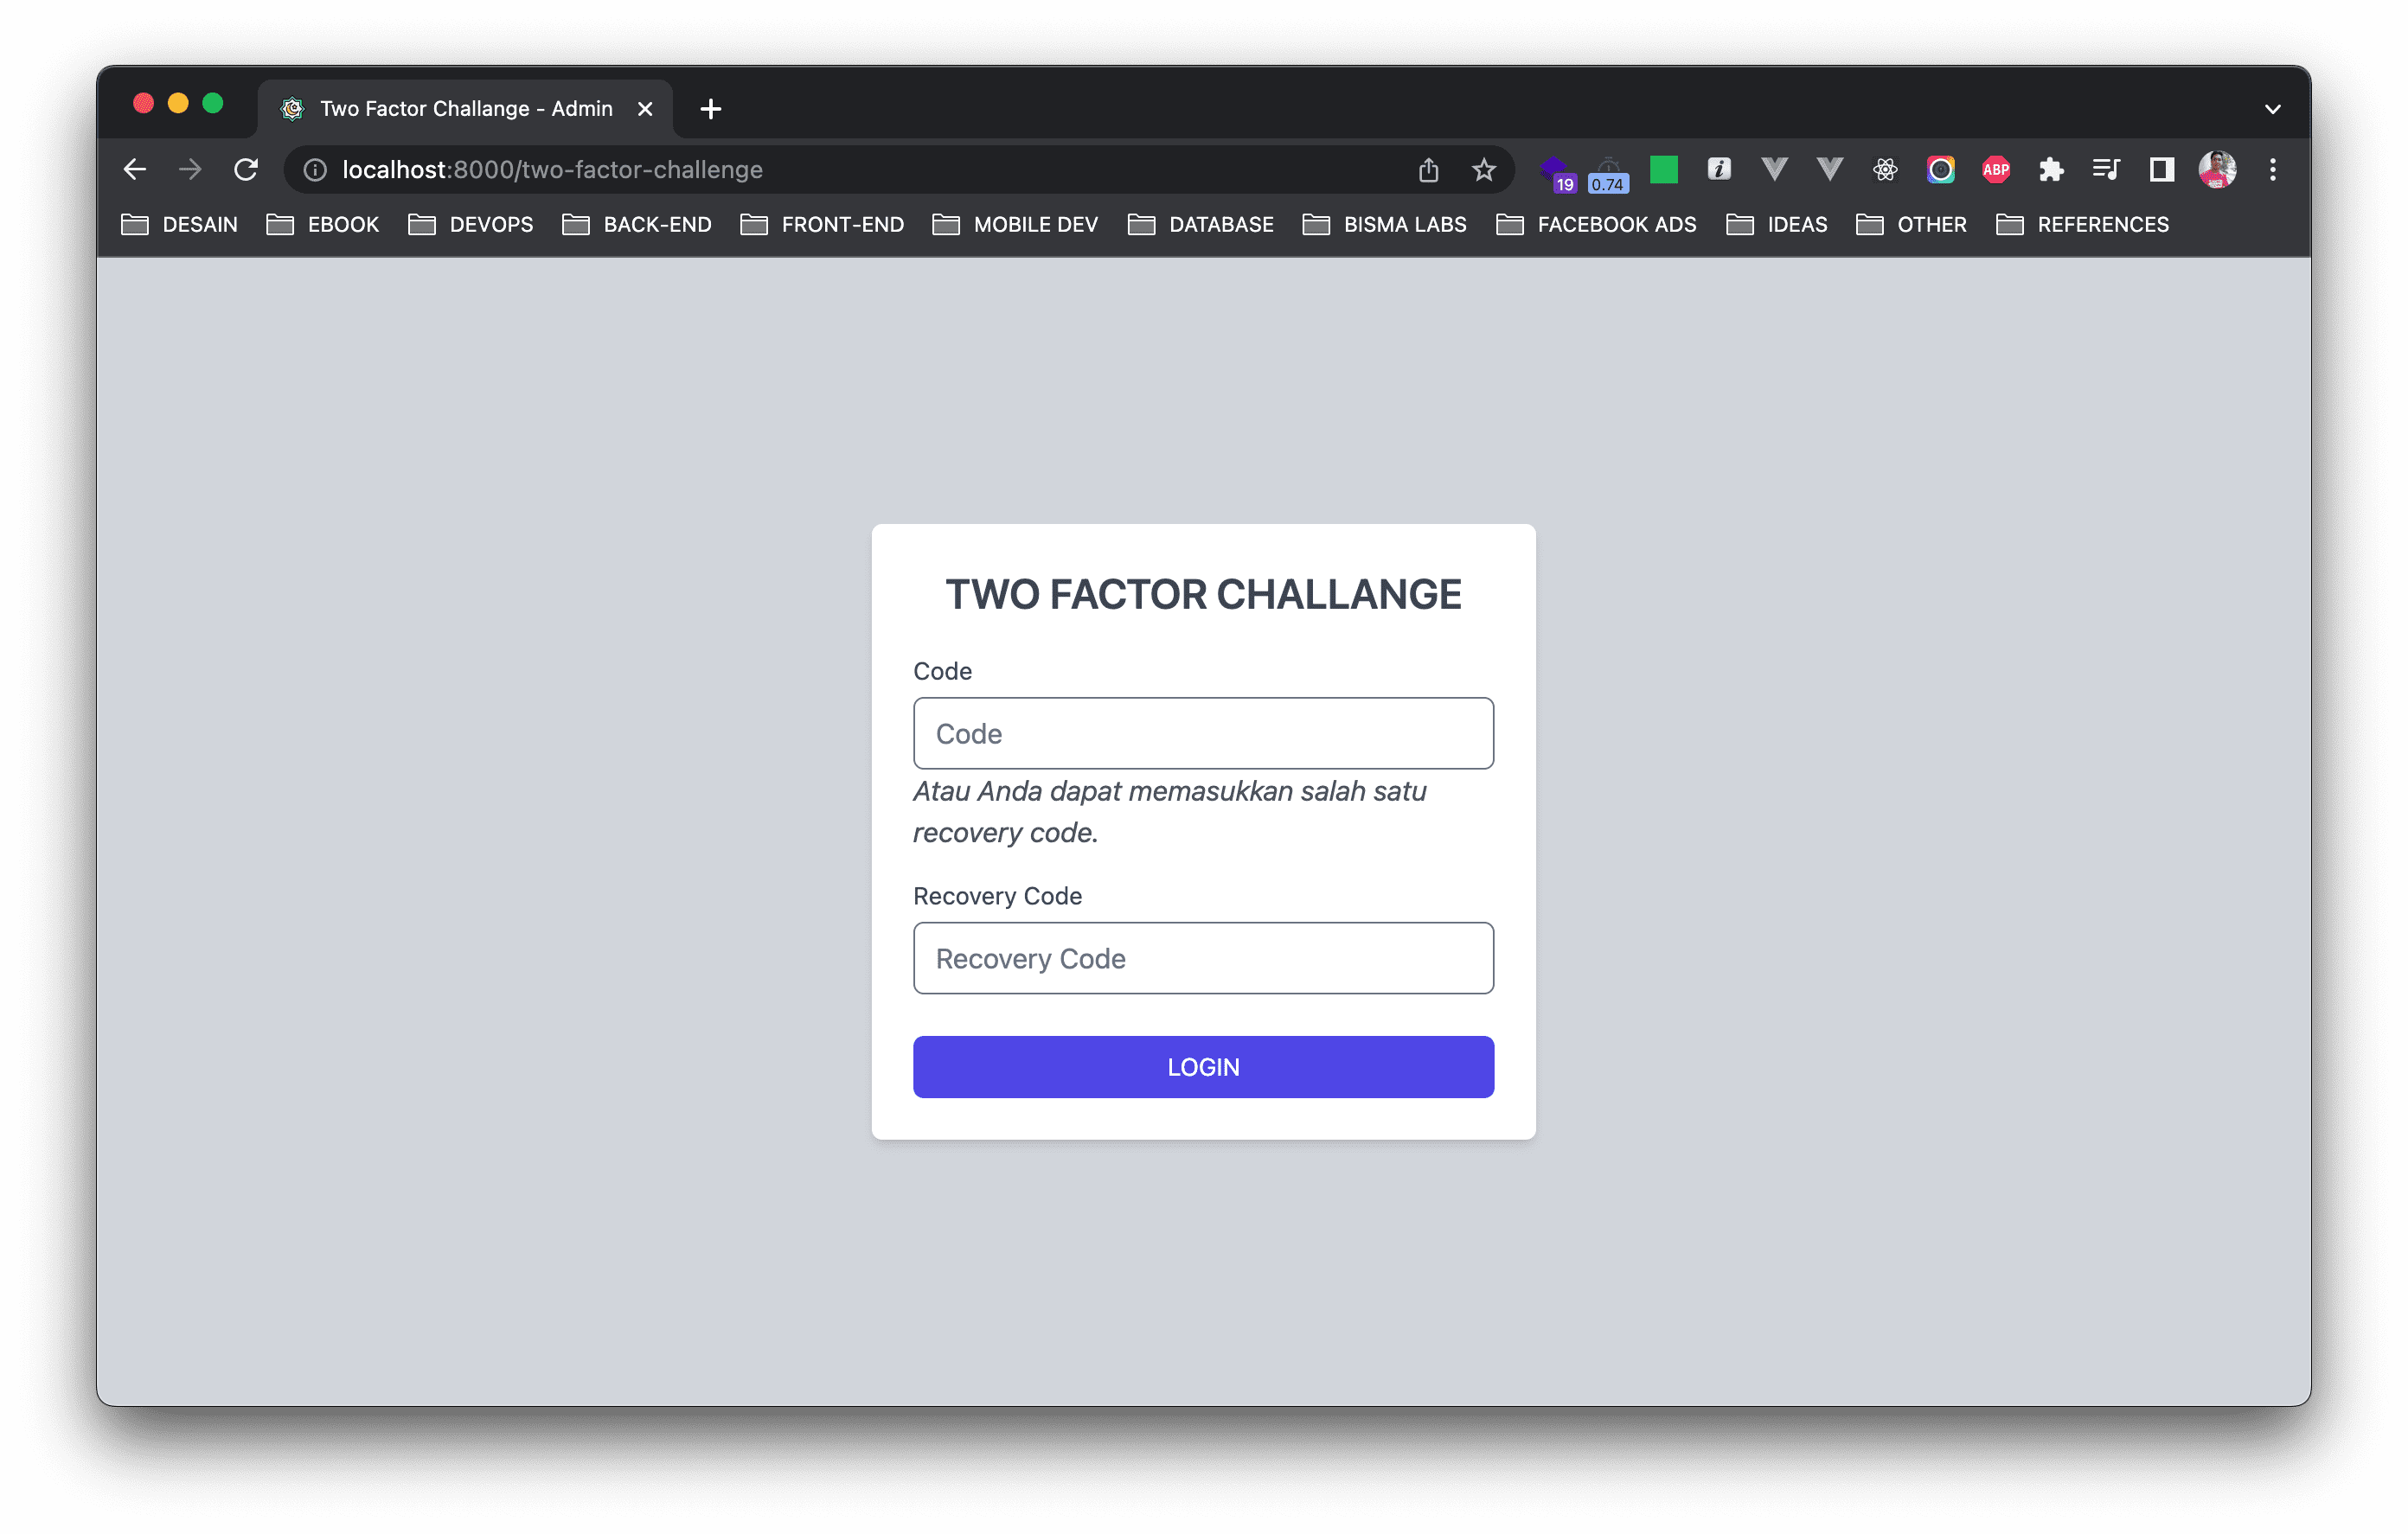 Two Factor Challange - Admin
localhost:8000/two-factor-challenge
19
0.74
i
ABP
DESAIN EBOOK DEVOPS BACK-END FRONT-END MOBILE DEV DATABASE BISMA LABS FACEBOOK ADS IDEAS OTHER REFERENCES
TWO FACTOR CHALLANGE
Code
Code
Atau Anda dapat memasukkan salah satu
recovery code.
Recovery Code
Recovery Code
LOGIN